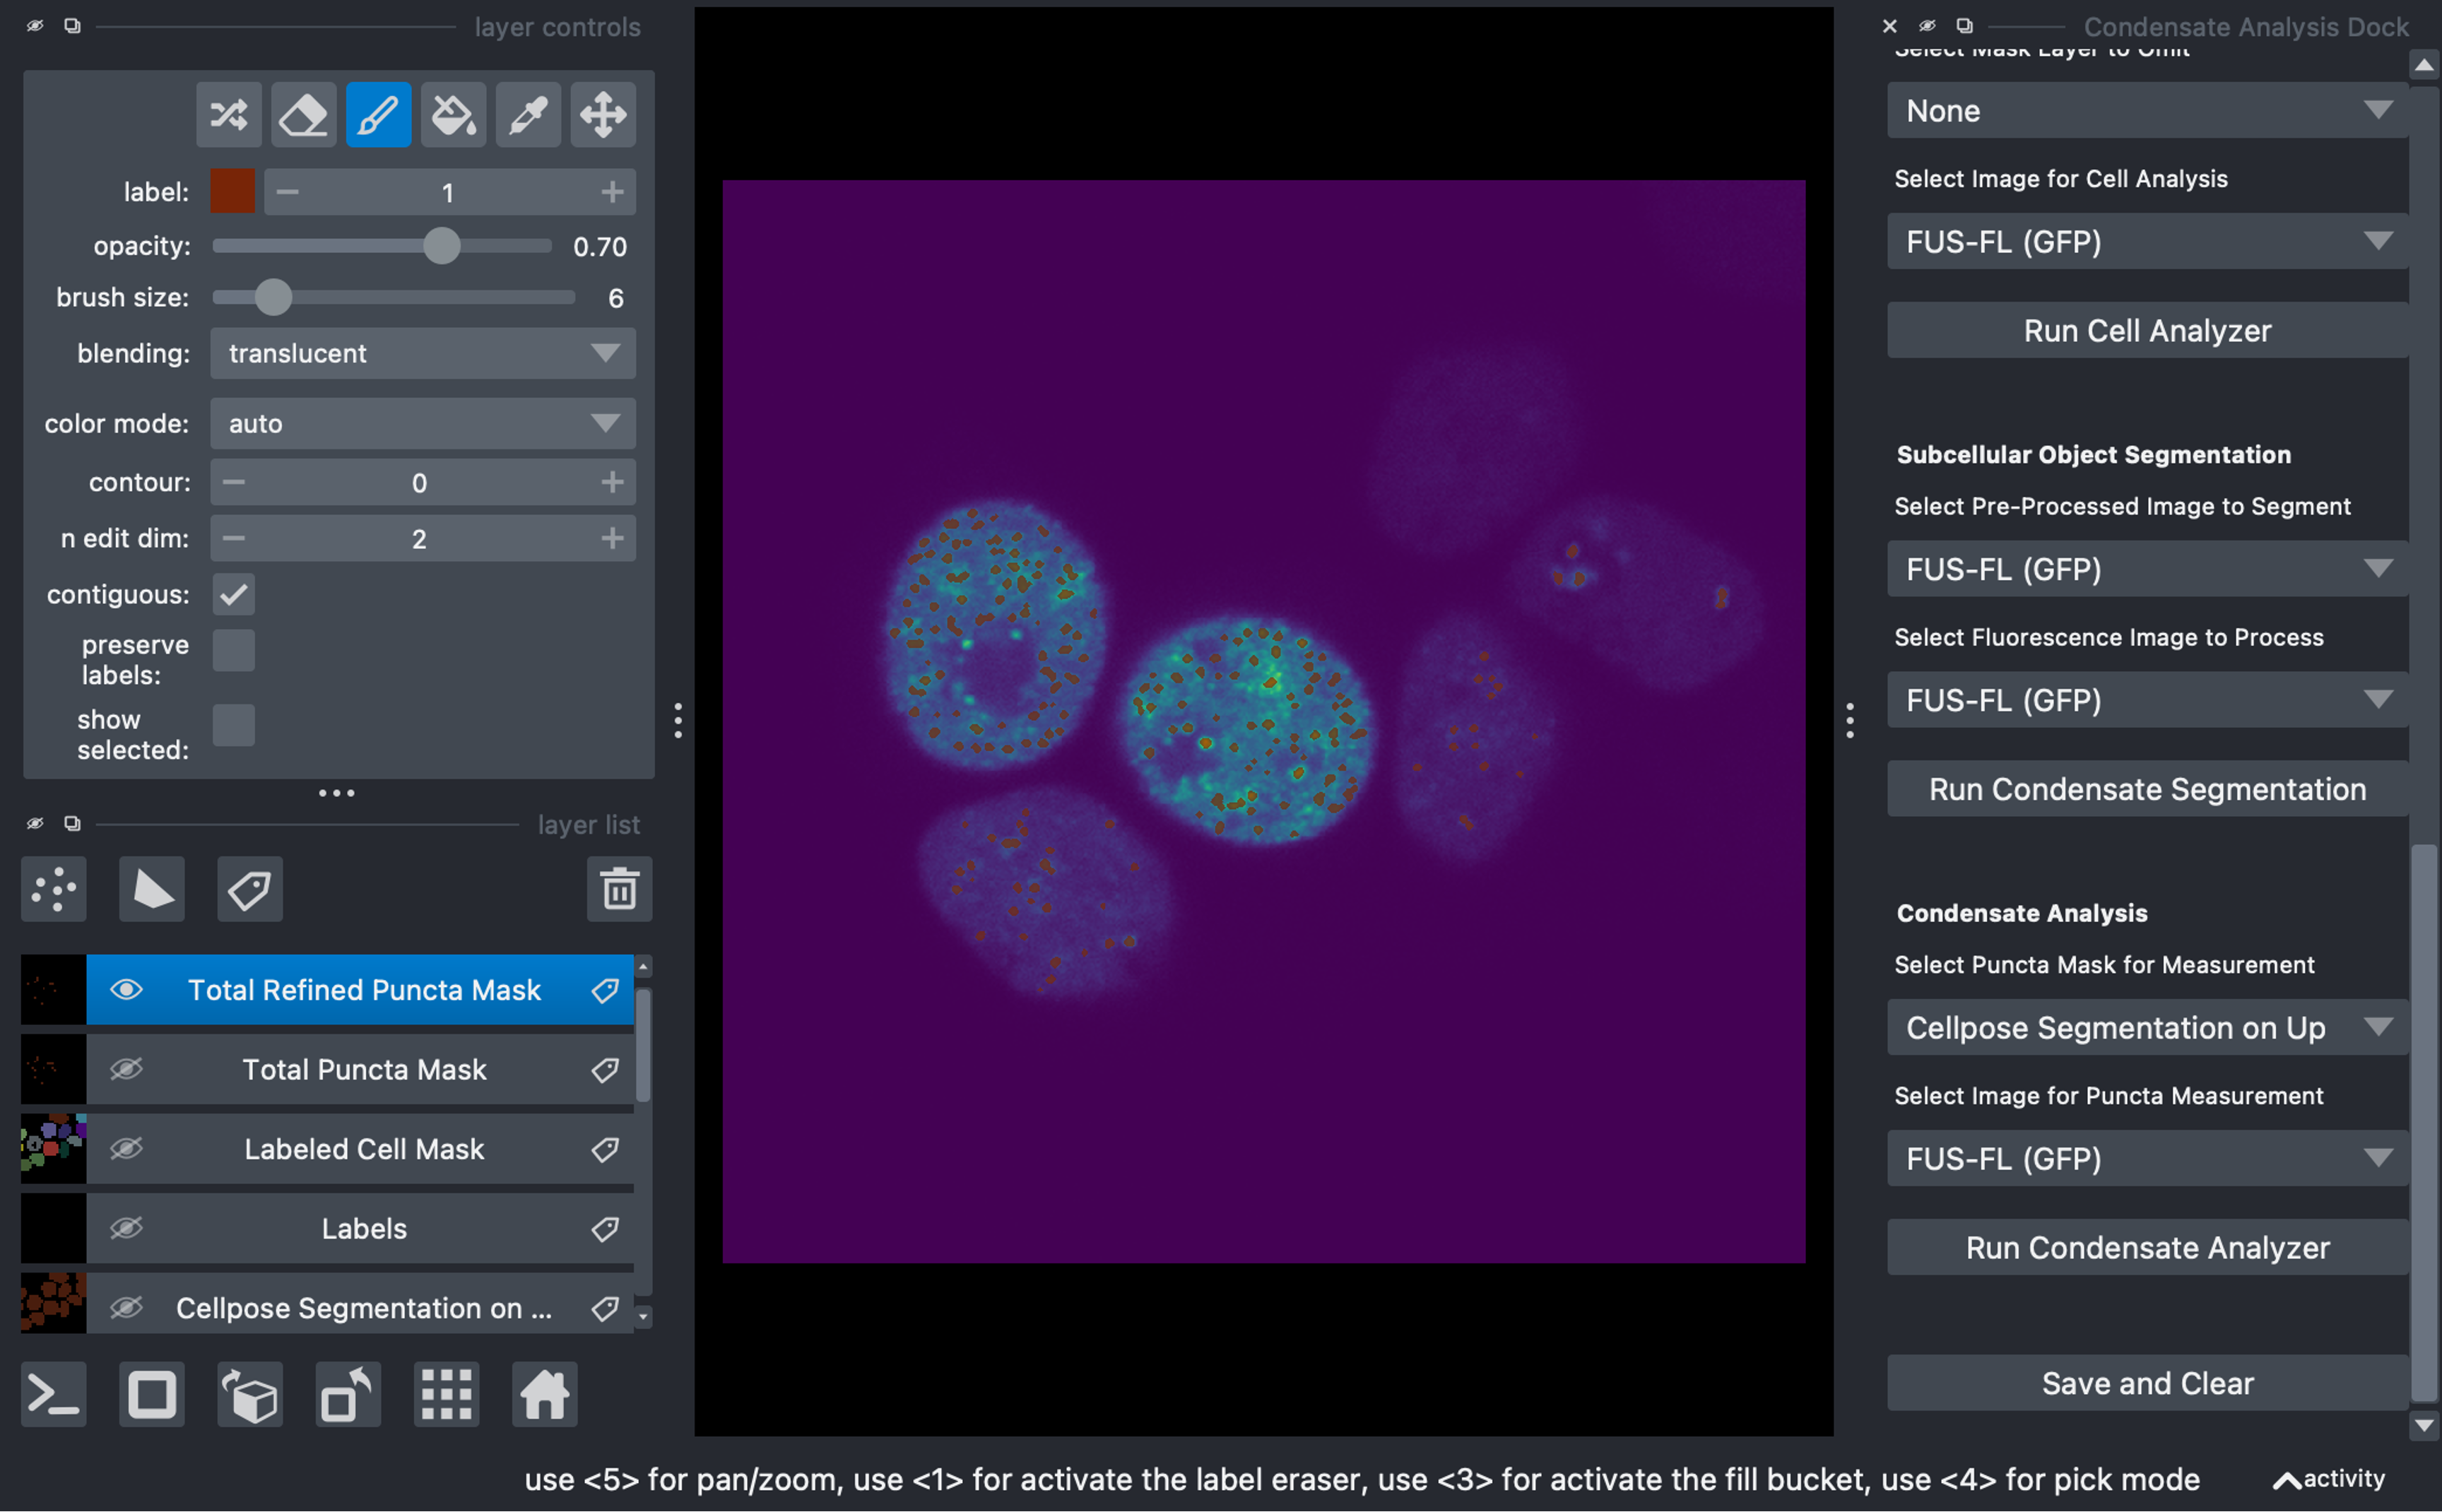 layer controls
label:
1
opacity:
0.70
brush size:
6
blending:
translucent
color mode:
auto
contour:
0
n edit dim:
2
contiguous:
preserve
labels:
show
selected:
layer list
Total Refined Puncta Mask
Total Puncta Mask
Labeled Cell Mask
Labels
Cellpose Segmentation on ...
Condensate Analysis Dock
Select Mask Layer to Omit
None
Select Image for Cell Analysis
FUS-FL (GFP)
Run Cell Analyzer
Subcellular Object Segmentation
Select Pre-Processed Image to Segment
FUS-FL (GFP)
Select Fluorescence Image to Process
FUS-FL (GFP)
Run Condensate Segmentation
Condensate Analysis
Select Puncta Mask for Measurement
Cellpose Segmentation on Up
Select Image for Puncta Measurement
FUS-FL (GFP)
Run Condensate Analyzer
Save and Clear
use <5> for pan/zoom, use <1> for activate the label eraser, use <3> for activate the fill bucket, use <4> for pick mode
activity